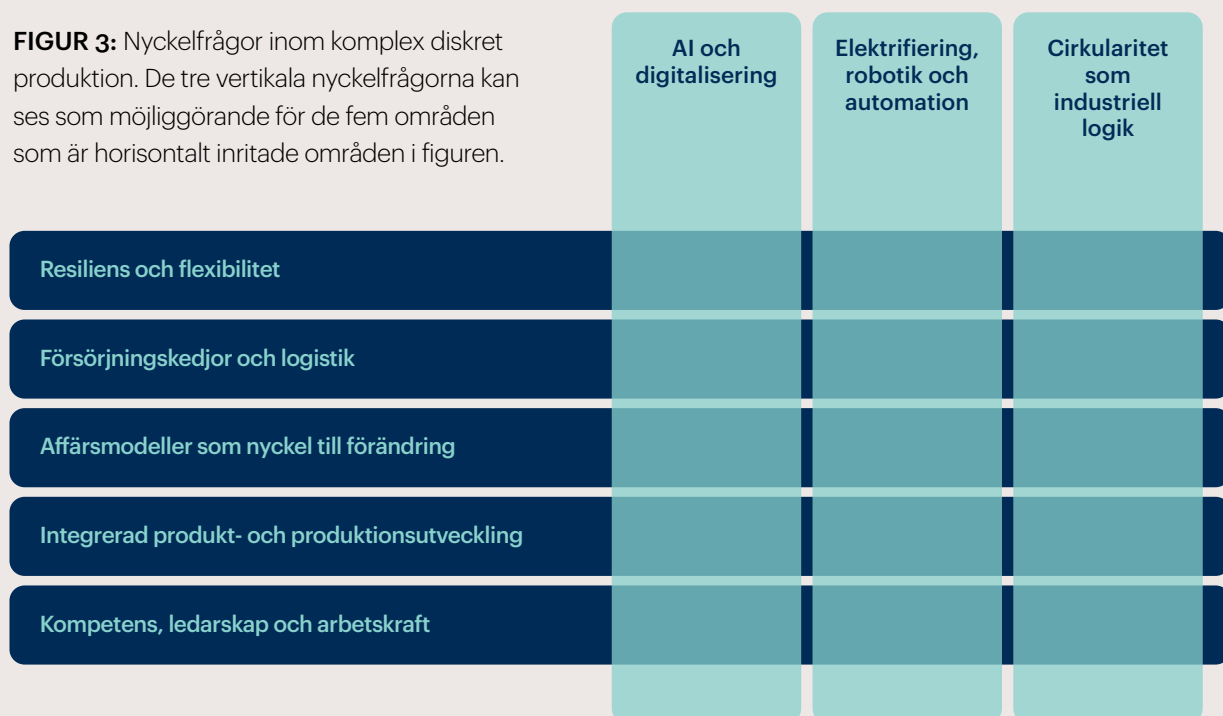 FIGUR 3: Nyckelfrågor inom komplex diskret
produktion. De tre vertikala nyckelfrågorna kan
ses som möjliggörande för de fem områden
som är horisontalt inritade områden i figuren.
AI och
digitalisering
Elektrifiering,
robotik och
automation
Cirkularitet
som
industriell
logik
Resiliens och flexibilitet
Försörjningskedjor och logistik
Affärsmodeller som nyckel till förändring
Integrerad produkt- och produktionsutveckling
Kompetens, ledarskap och arbetskraft